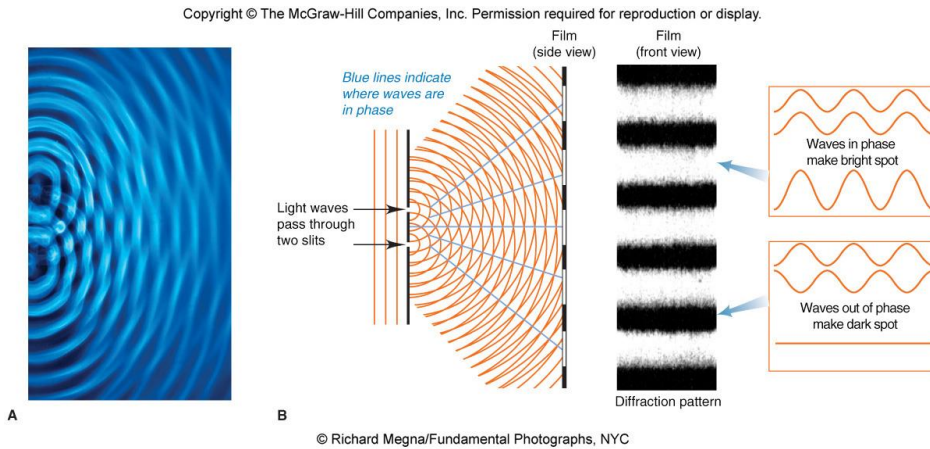 Copyright © The McGraw-Hill Companies, Inc. Permission required for reproduction or display.
Film
(side view)
Film
(front view)
Blue lines indicate
where waves are
in phase
Light waves
pass through
two slits
Waves in phase
make bright spot
Waves out of phase
make dark spot
Diffraction pattern
A
B
© Richard Megna/Fundamental Photographs, NYC